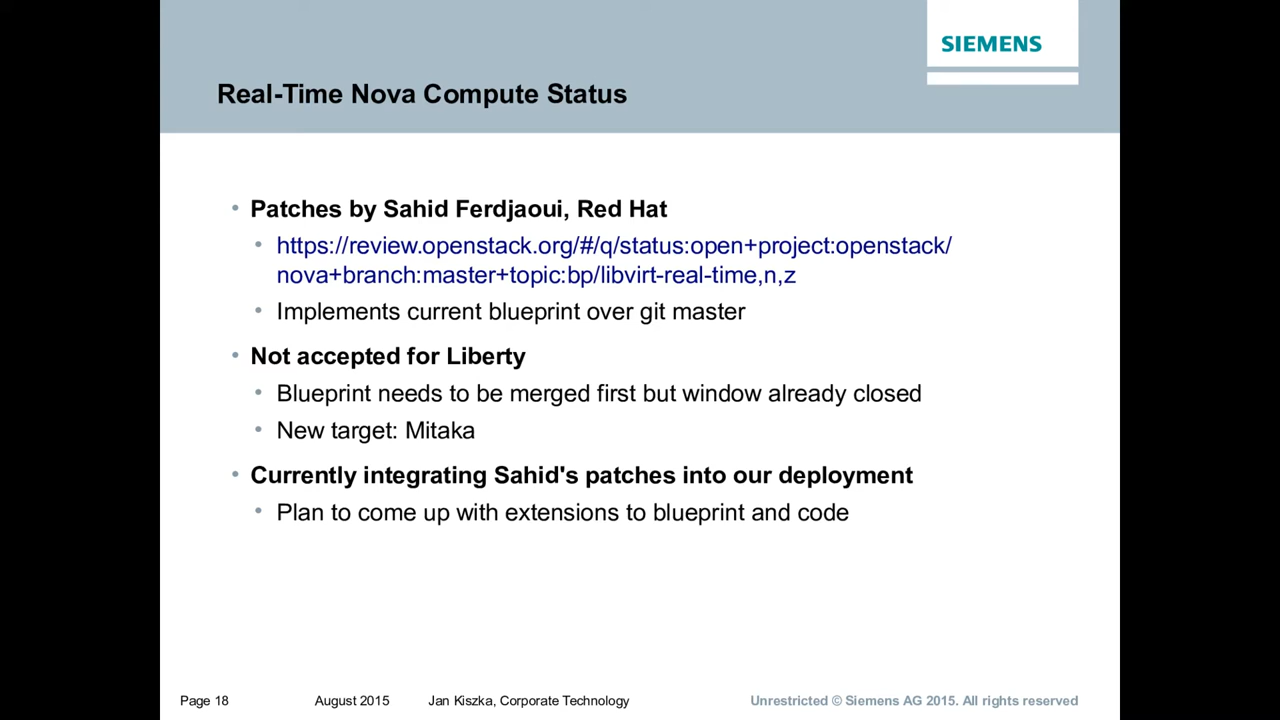 SIEMENS
Real-Time Nova Compute Status
• Patches by Sahid Ferdjaoui, Red Hat
• https://review.openstack.org/#/q/status:open+project:openstack/
nova+branch:master+topic:bp/libvirt-real-time,n,z
• Implements current blueprint over git master
• Not accepted for Liberty
• Blueprint needs to be merged first but window already closed
• New target: Mitaka
• Currently integrating Sahid's patches into our deployment
• Plan to come up with extensions to blueprint and code
Page 18 August 2015 Jan Kiszka, Corporate Technology Unrestricted © Siemens AG 2015. All rights reserved